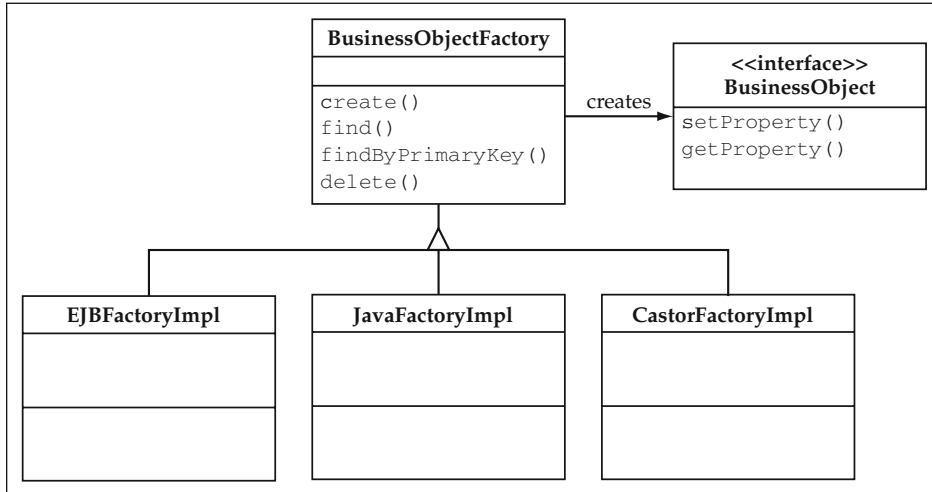 BusinessObjectFactory
create()
find()
findByPrimaryKey()
delete()
creates
<<interface>>
BusinessObject
setProperty()
getProperty()
EJBFactoryImpl
JavaFactoryImpl
CastorFactoryImpl